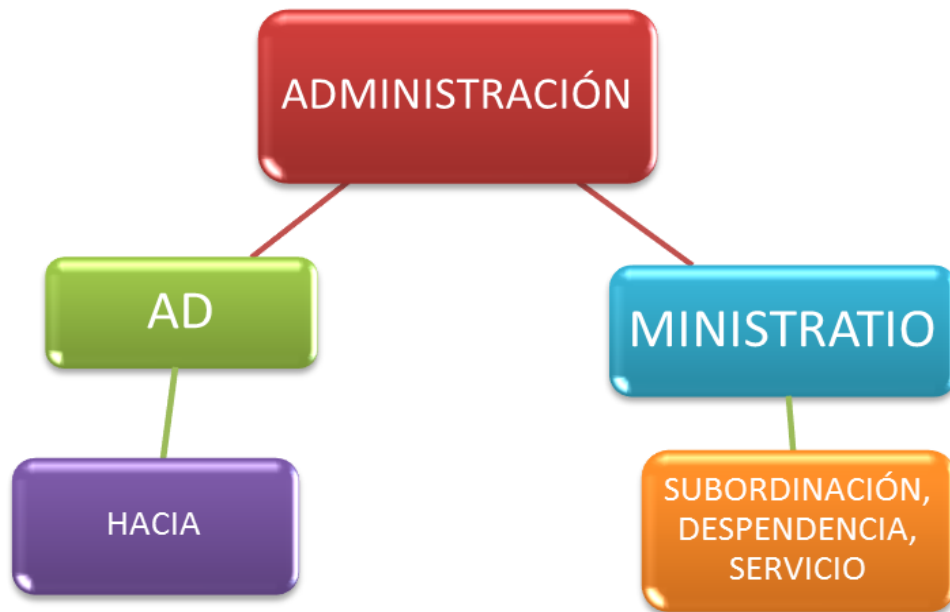 ADMINISTRACIÓN
AD
MINISTRATIO
HACIA
SUBORDINACIÓN,
DESPENDENCIA,
SERVICIO